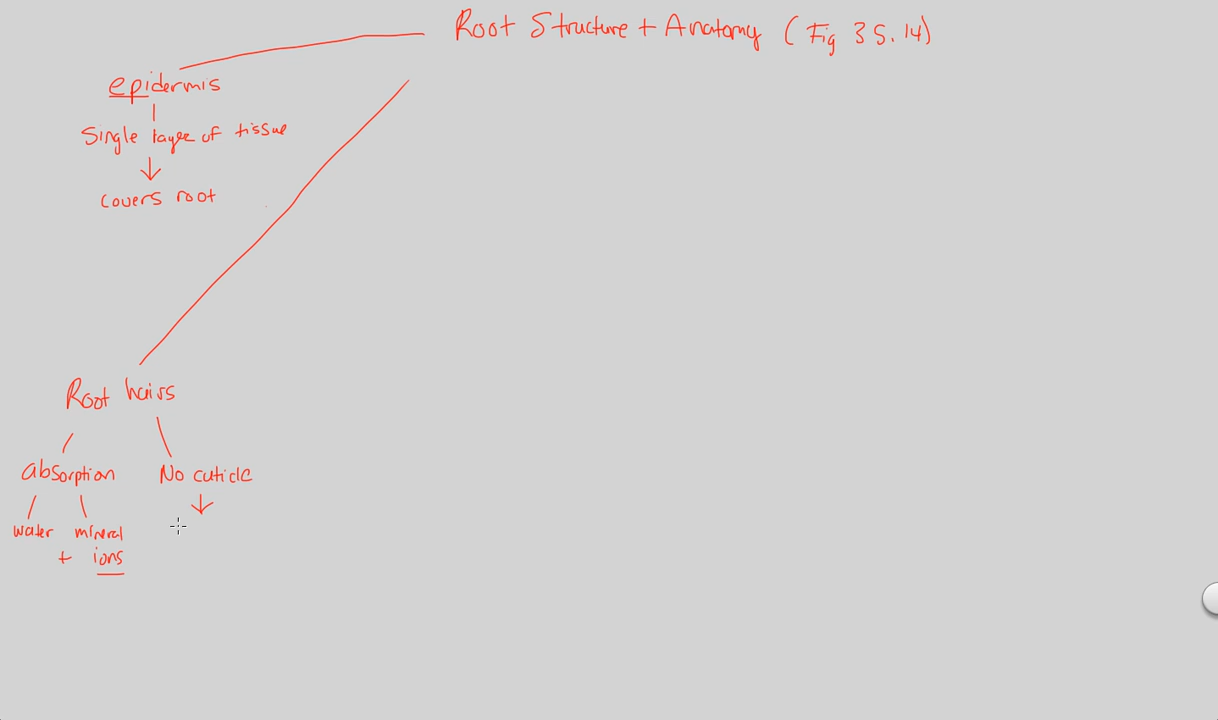 Root Structure + Anatomy (Fig 35.14)
epidermis
Single layer of tissue
covers root
Root hairs
absorption
No cuticle
water
mineral
+ ions